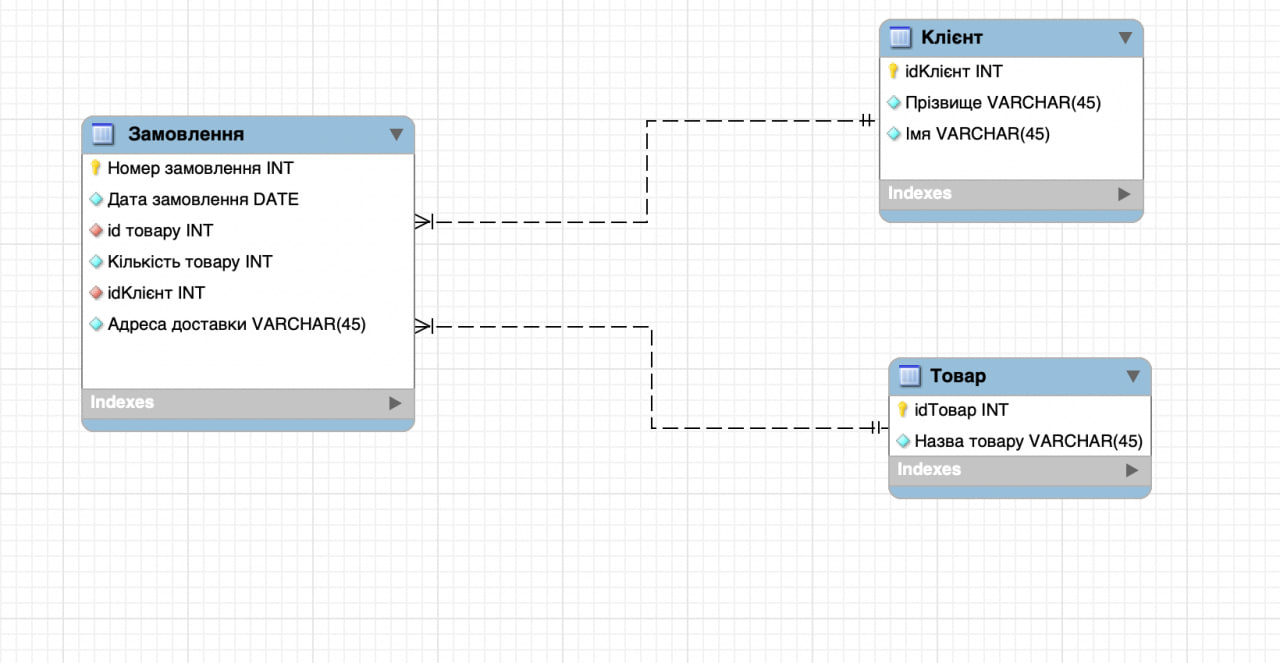 Замовлення
Номер замовлення INT
Дата замовлення DATE
id товару INT
Кількість товару INT
idКлієнт INT
Адреса доставки VARCHAR(45)
Indexes
Клієнт
idКлієнт INT
Прізвище VARCHAR(45)
Імя VARCHAR(45)
Indexes
Товар
idТовар INT
Назва товару VARCHAR(45)
Indexes